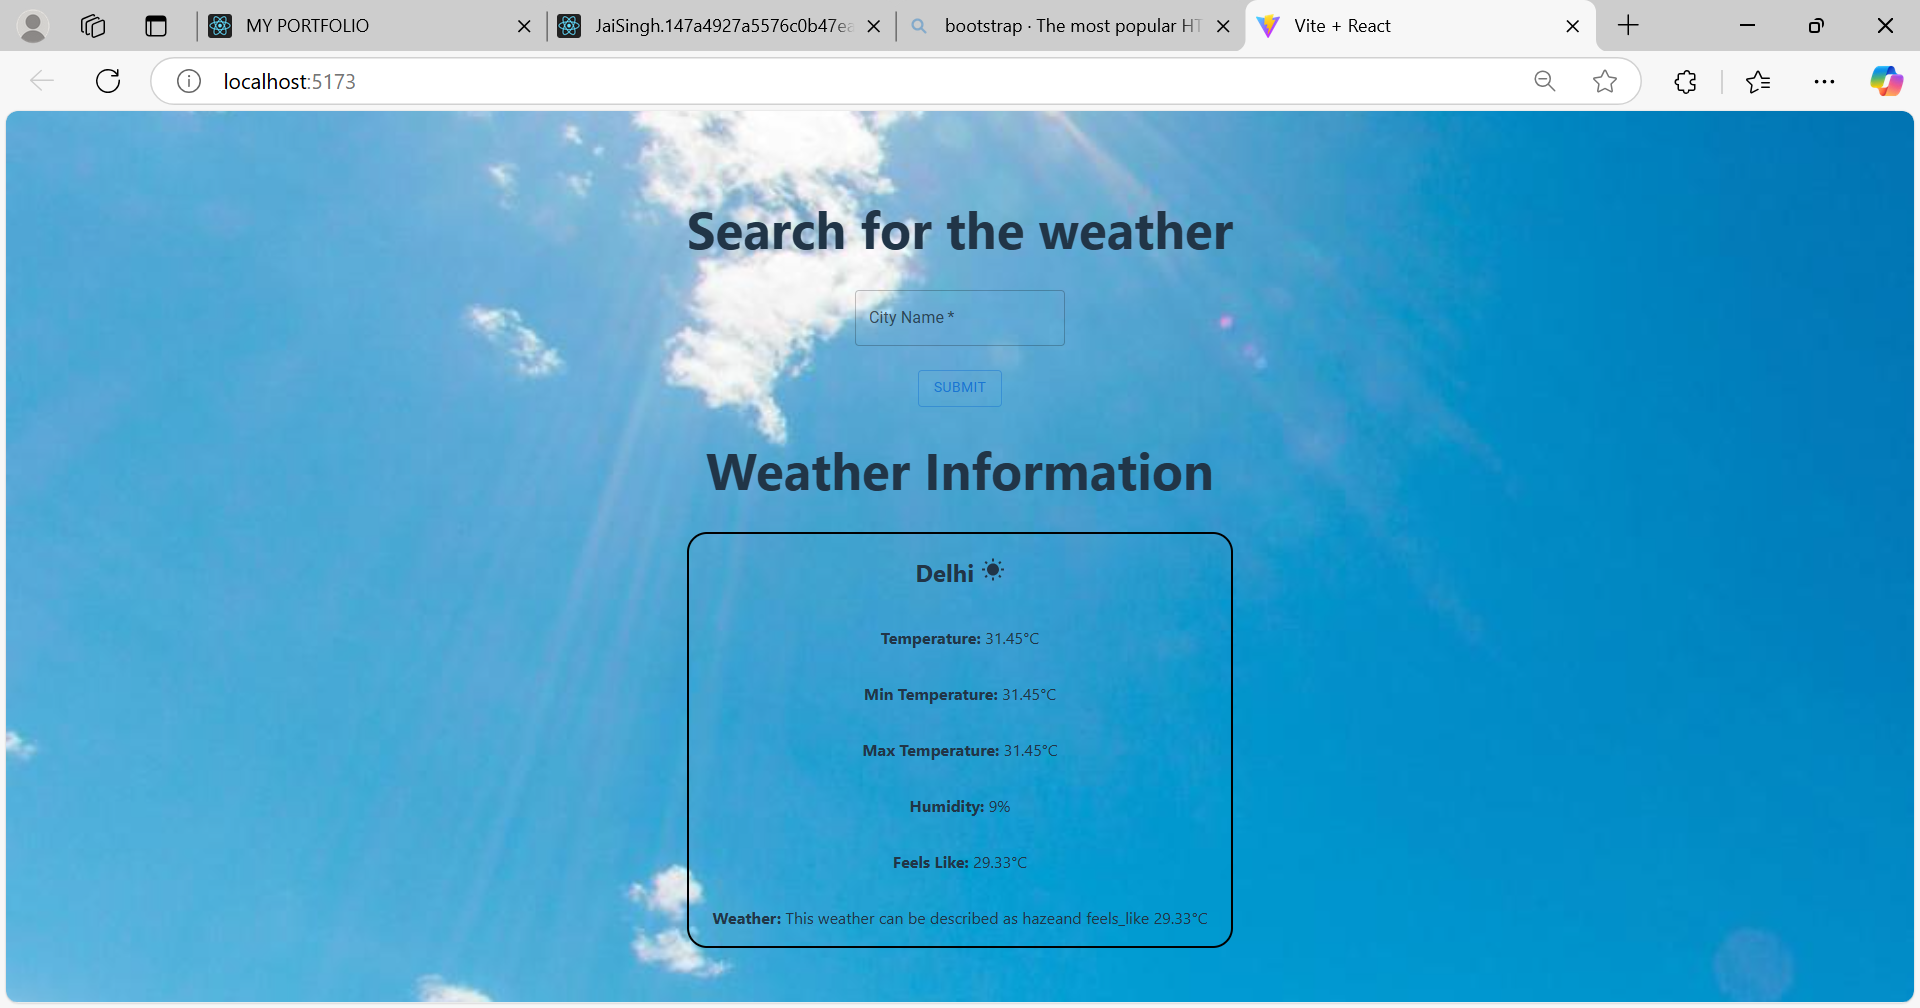 MY PORTFOLIO
JaiSingh.147a4927a5576c0b47ea
bootstrap · The most popular HT
Vite + React
localhost:5173
Search for the weather
City Name *
SUBMIT
Weather Information
Delhi
Temperature: 31.45°C
Min Temperature: 31.45°C
Max Temperature: 31.45°C
Humidity: 9%
Feels Like: 29.33°C
Weather: This weather can be described as hazeand feels_like 29.33°C